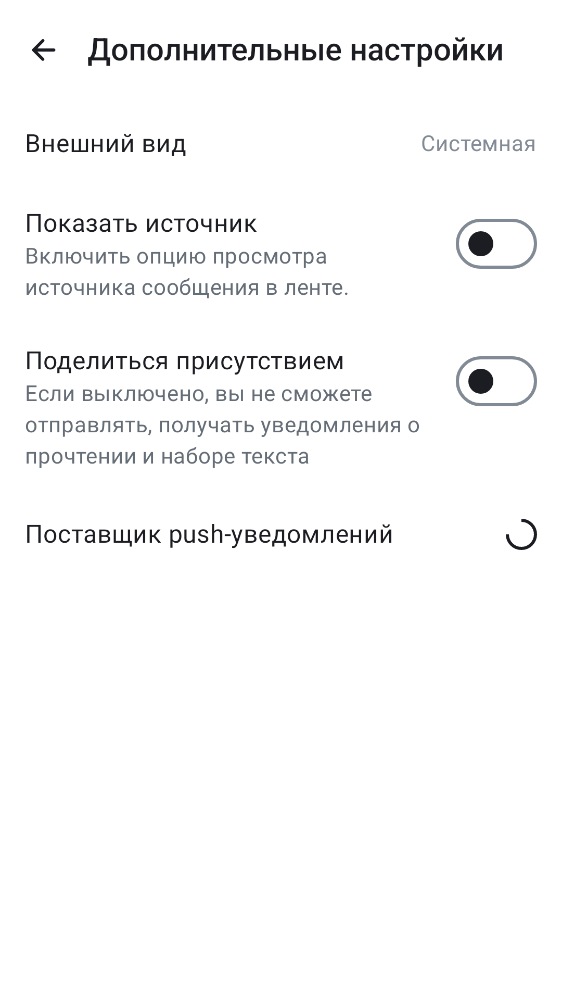 Дополнительные настройки
Внешний вид
Системная
Показать источник
Включить опцию просмотра
источника сообщения в ленте.
Поделиться присутствием
Если выключено, вы не сможете
отправлять, получать уведомления о
прочтении и наборе текста
Поставщик push-уведомлений